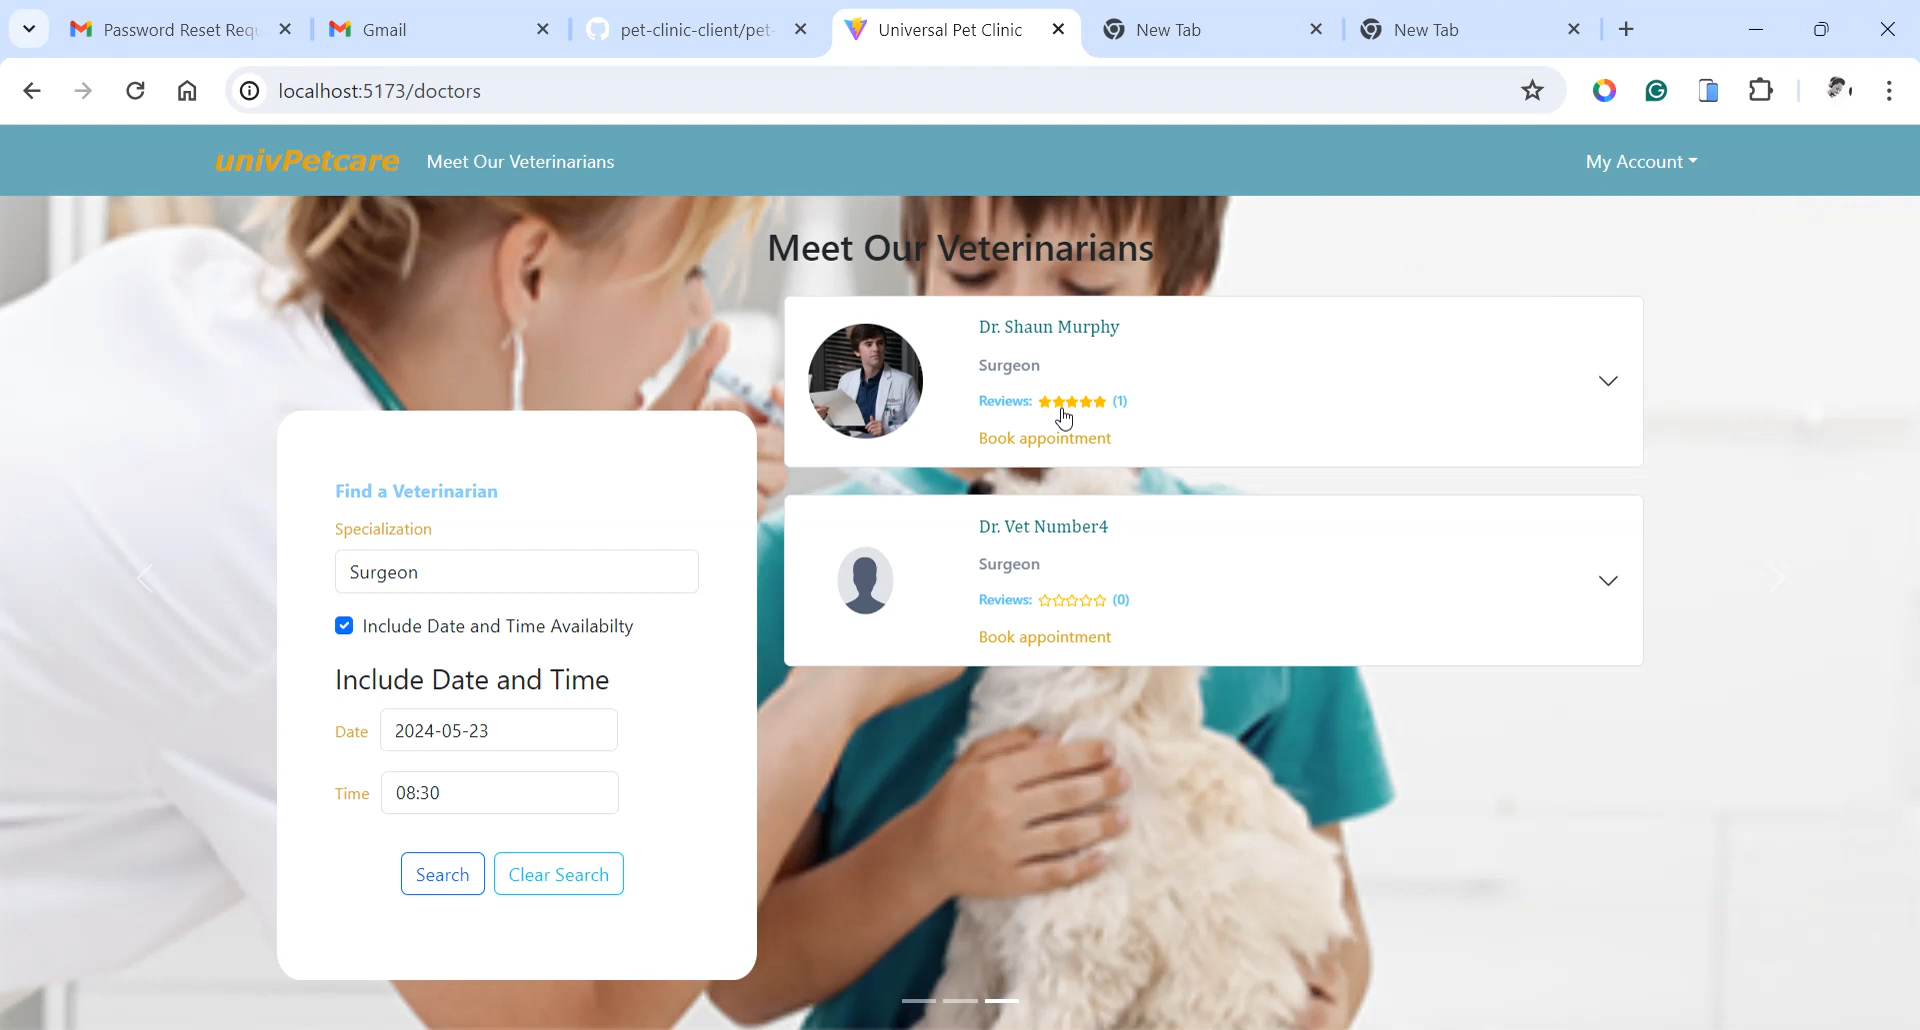 Password Reset Requ
Gmail
pet-clinic-client/pet-
Universal Pet Clinic
New Tab
New Tab
localhost:5173/doctors
univPetcare
Meet Our Veterinarians
My Account
Meet Our Veterinarians
Dr. Shaun Murphy
Surgeon
Reviews: (1)
Book appointment
Find a Veterinarian
Specialization
Surgeon
Include Date and Time Availabilty
Include Date and Time
Date 2024-05-23
Time 08:30
Search
Clear Search
Dr. Vet Number4
Surgeon
Reviews: (0)
Book appointment